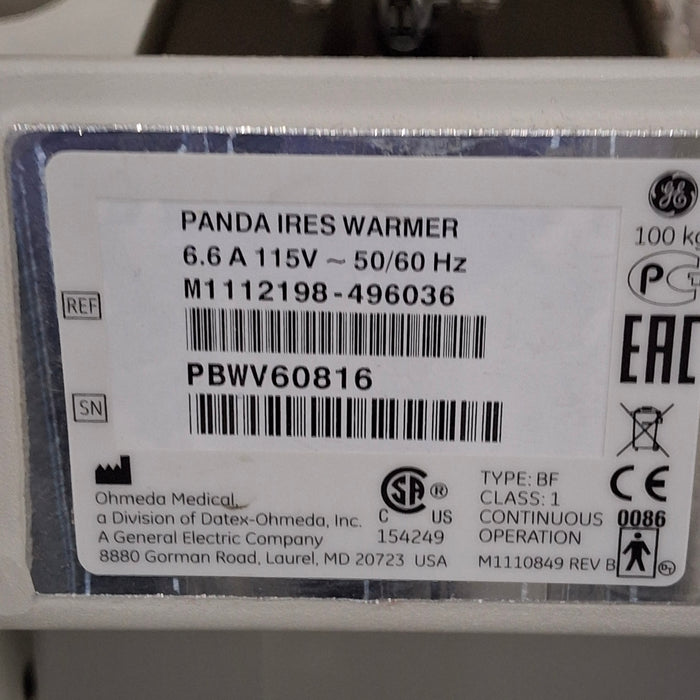 PANDA IRES WARMER
6.6 A 115V ~ 50/60 Hz
REF
M1112198-496036
PBWV60816
SN
GE
100 kg
PG
EAC
Ohmeda Medical
a Division of Datex-Ohmeda, Inc.
A General Electric Company
8880 Gorman Road, Laurel, MD 20723 USA
SA ®
C US
154249
TYPE: BF
CLASS: 1
CONTINUOUS
OPERATION
M1110849 REV B
CE
0086